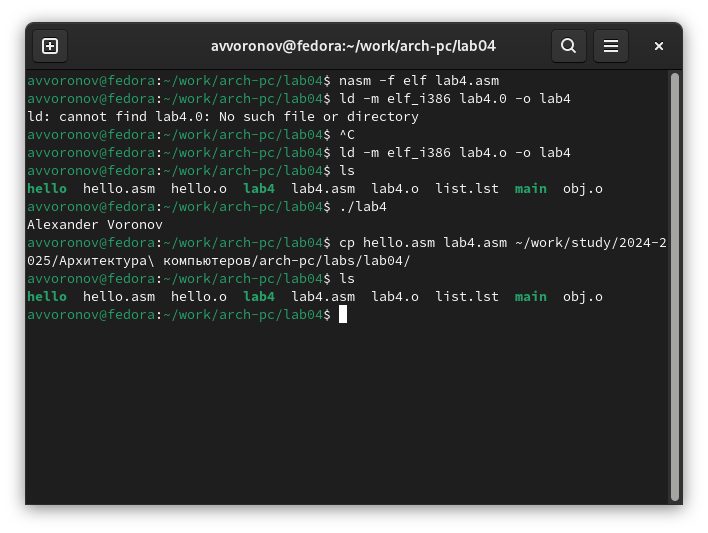 avvoronov@fedora:~/work/arch-pc/lab04
avvoronov@fedora:~/work/arch-pc/lab04$ nasm -f elf lab4.asm
avvoronov@fedora:~/work/arch-pc/lab04$ ld -m elf_i386 lab4.0 -o lab4
ld: cannot find lab4.0: No such file or directory
avvoronov@fedora:~/work/arch-pc/lab04$ ^C
avvoronov@fedora:~/work/arch-pc/lab04$ ld -m elf_i386 lab4.o -o lab4
avvoronov@fedora:~/work/arch-pc/lab04$ ls
hello  hello.asm  hello.o  lab4  lab4.asm  lab4.o  list.lst  main  obj.o
avvoronov@fedora:~/work/arch-pc/lab04$ ./lab4
Alexander Voronov
avvoronov@fedora:~/work/arch-pc/lab04$ cp hello.asm lab4.asm ~/work/study/2024-2
025/Архитектура\ компьютеров/arch-pc/labs/lab04/
avvoronov@fedora:~/work/arch-pc/lab04$ ls
hello  hello.asm  hello.o  lab4  lab4.asm  lab4.o  list.lst  main  obj.o
avvoronov@fedora:~/work/arch-pc/lab04$